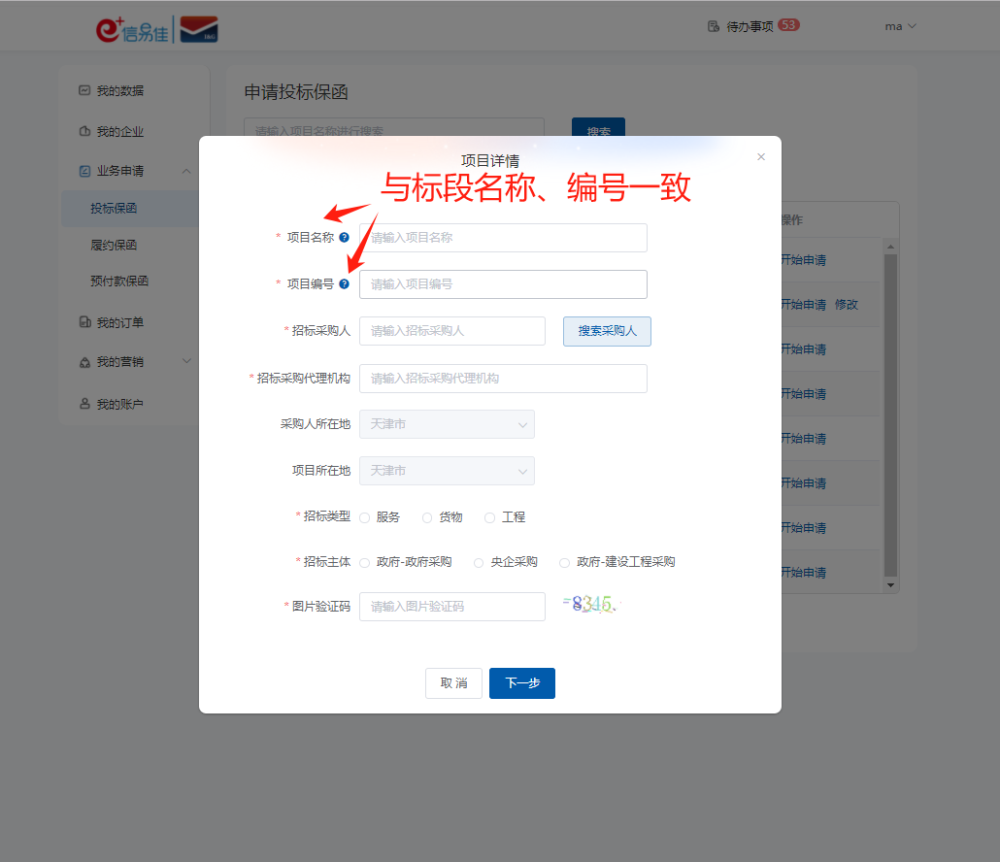 e+信易佳 I&G
待办事项 53 ma
我的数据
我的企业
业务申请
投标保函
履约保函
预付款保函
我的订单
我的营销
我的账户
申请投标保函
请输入项目名称进行搜索 搜索
操作
开始申请
开始申请 修改
开始申请
开始申请
开始申请
开始申请
开始申请
开始申请
项目详情
与标段名称、编号一致
* 项目名称 ? 请输入项目名称
* 项目编号 ? 请输入项目编号
* 招标采购人 请输入招标采购人 搜索采购人
* 招标采购代理机构 请输入招标采购代理机构
采购人所在地 天津市
项目所在地 天津市
* 招标类型 服务 货物 工程
* 招标主体 政府-政府采购 央企采购 政府-建设工程采购
* 图片验证码 请输入图片验证码 8345
取消 下一步